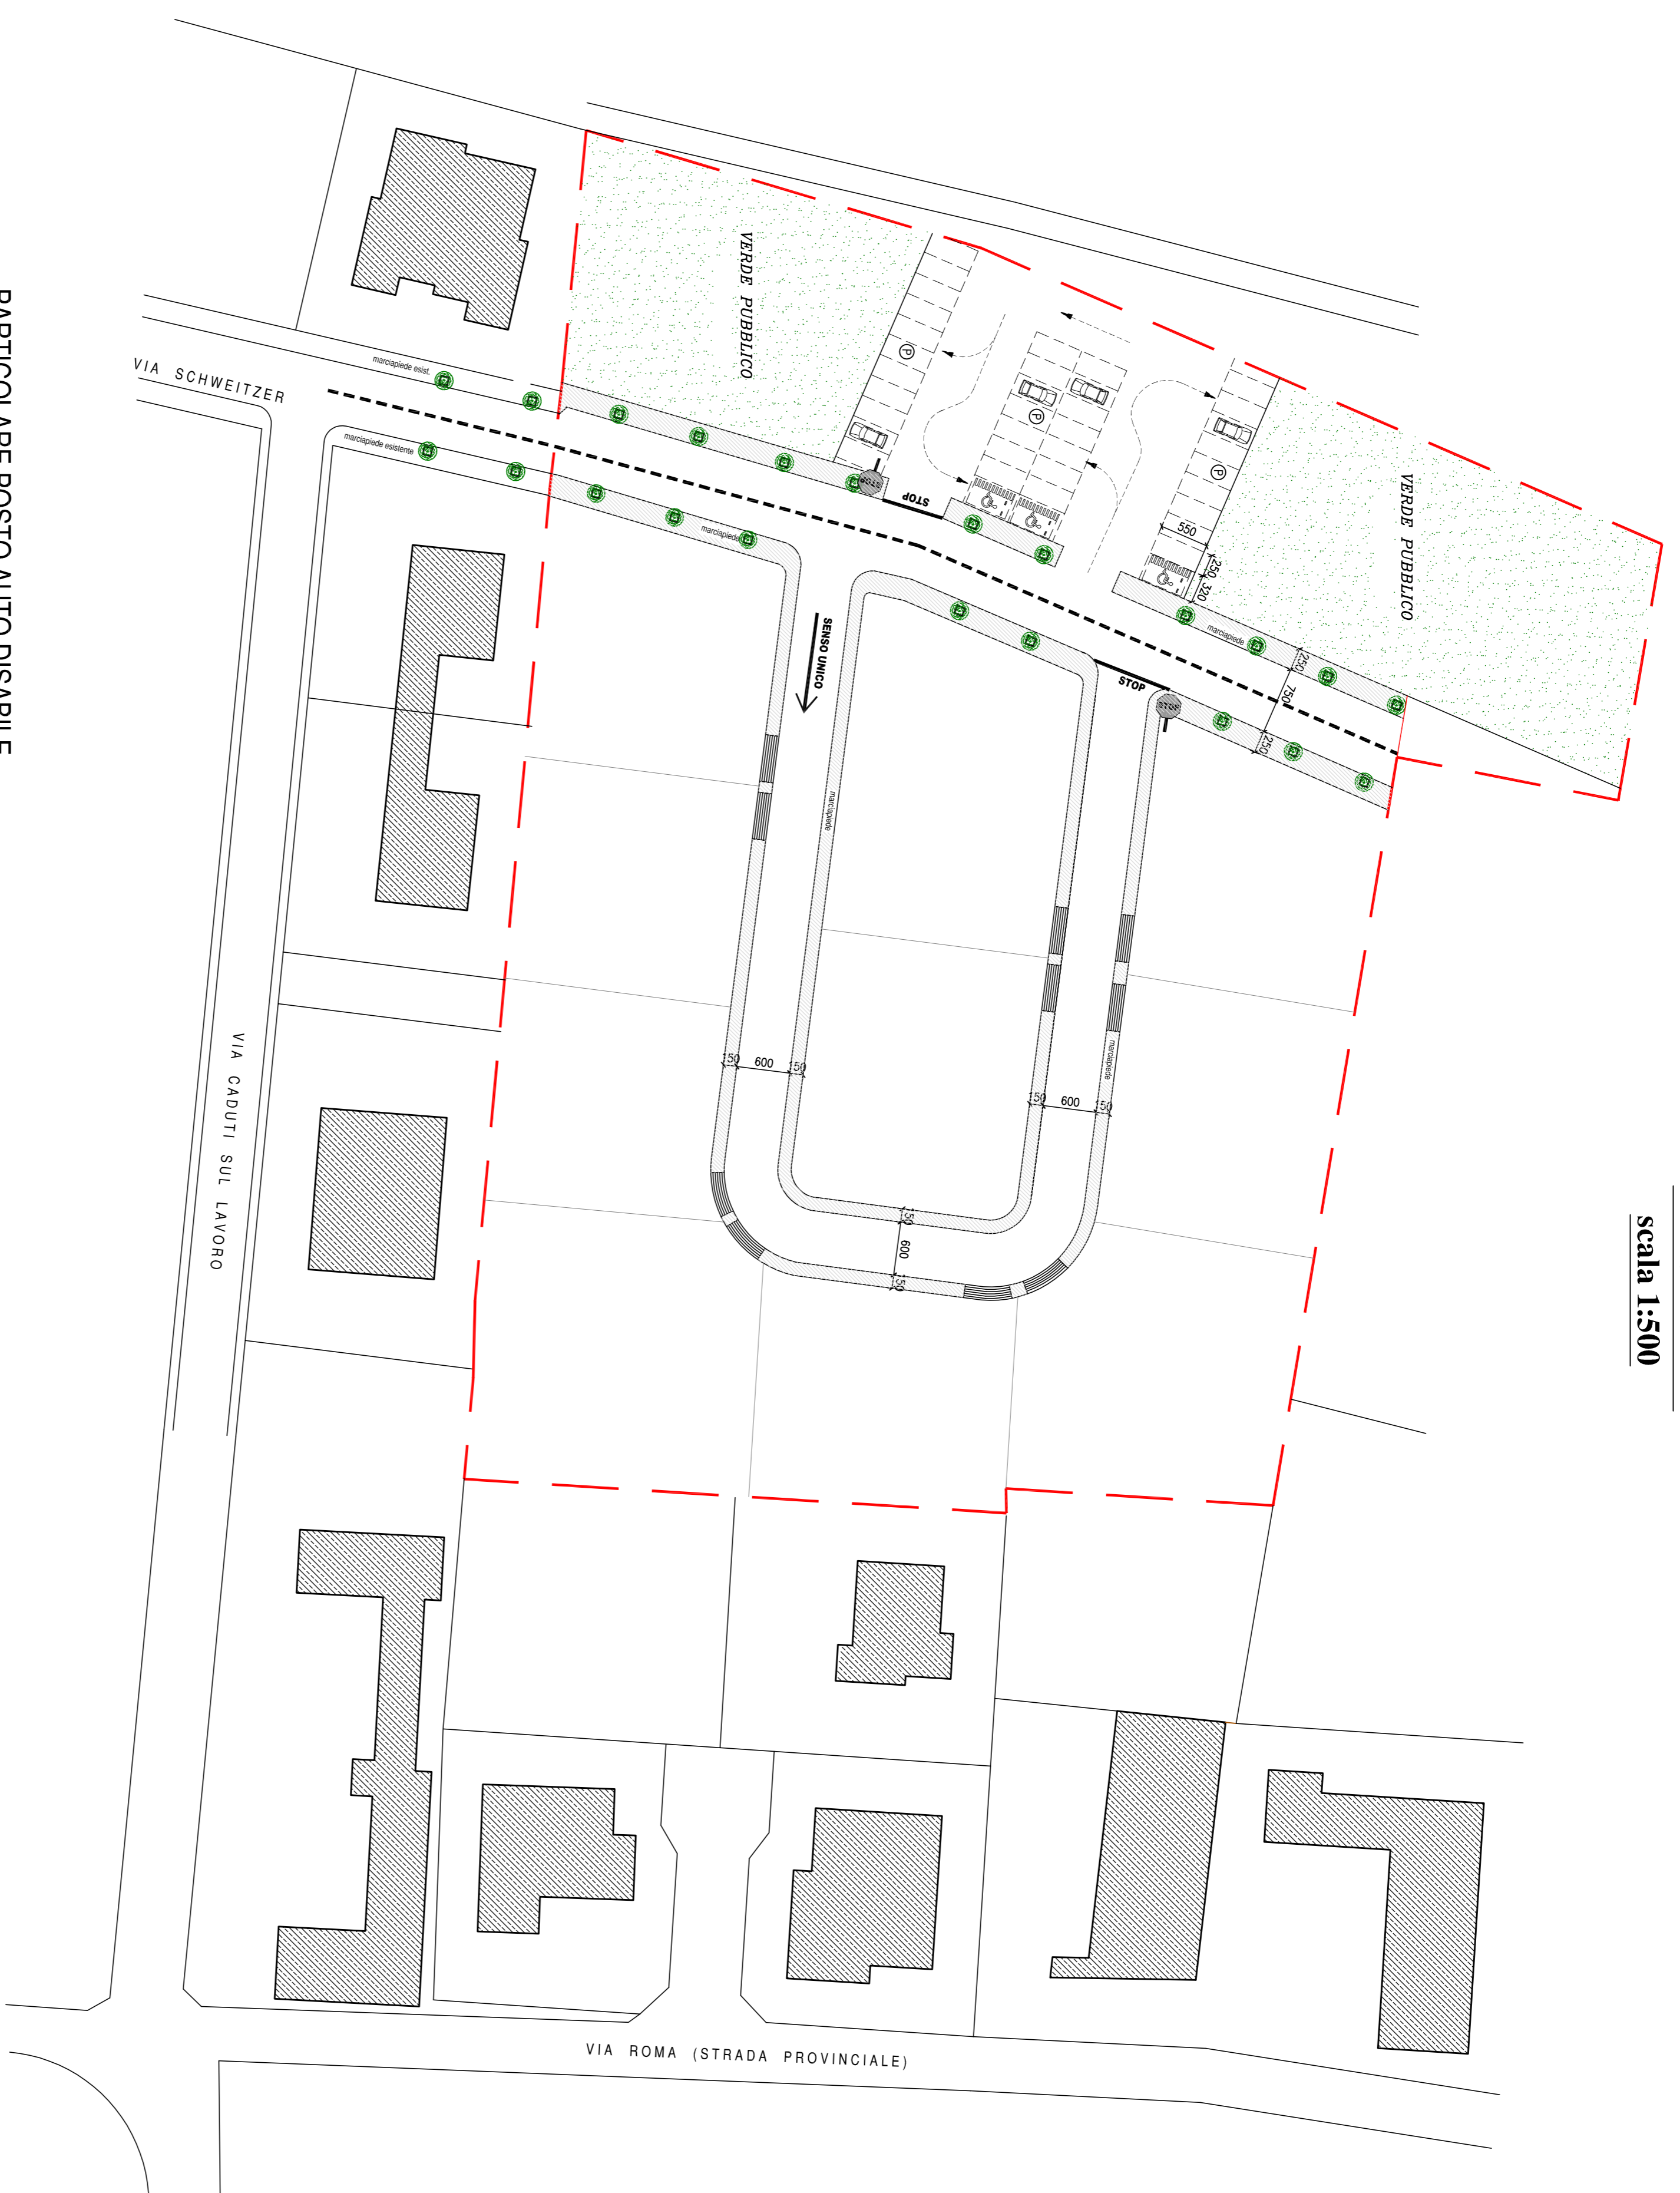 scala 1:500
VERDE PUBBLICO
VERDE PUBBLICO
P
P
P
marciapiede esist.
VIA SCHWEITZER
marciapiede esistente
marciapiede
STOP
STOP
550
250
320
marciapiede
250
750
250
STOP
STOP
SENSO UNICO
marciapiede
marciapiede
150
600
150
150
600
150
150
600
150
VIA CADUTI SUL LAVORO
VIA ROMA (STRADA PROVINCIALE)